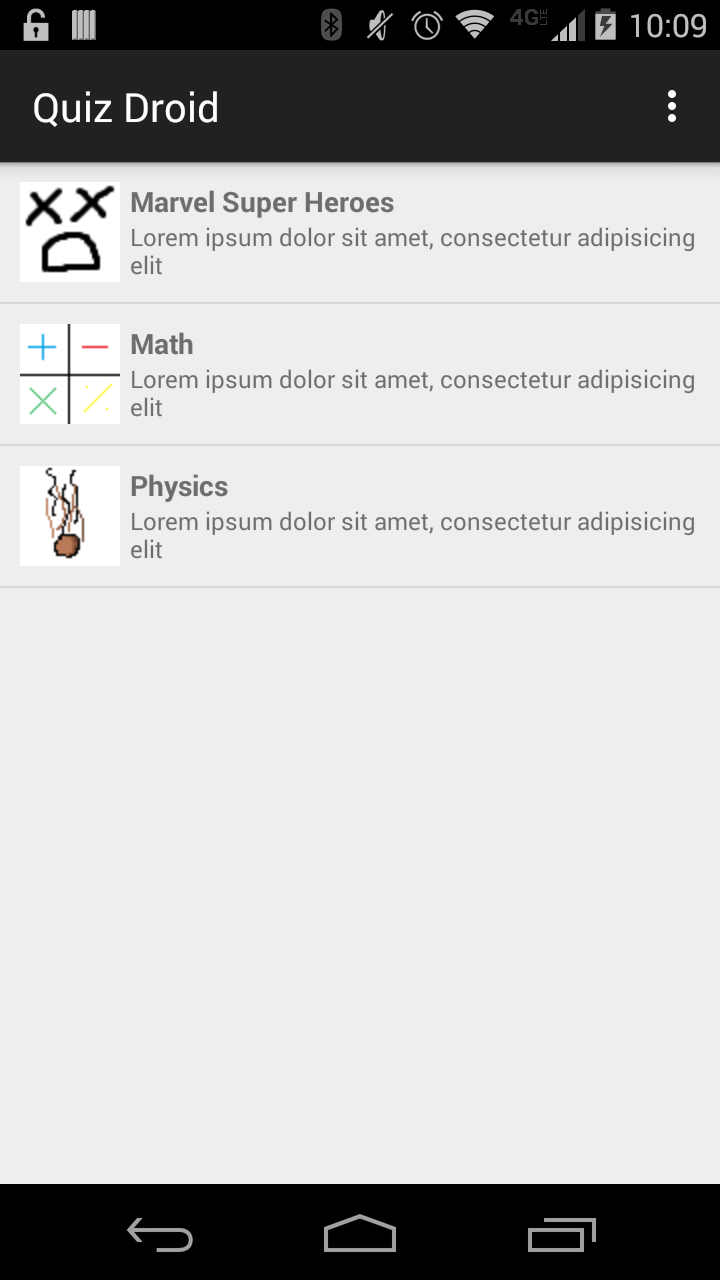 4G LTE 10:09
Quiz Droid
Marvel Super Heroes
Lorem ipsum dolor sit amet, consectetur adipisicing
elit
Math
Lorem ipsum dolor sit amet, consectetur adipisicing
elit
Physics
Lorem ipsum dolor sit amet, consectetur adipisicing
elit